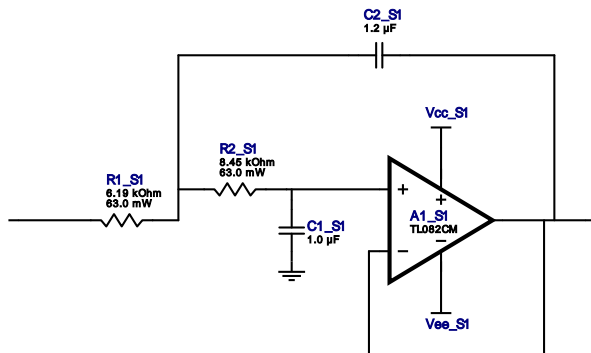 C2_S1
1.2 µF
Vcc_S1
R2_S1
8.45 kOhm
63.0 mW
R1_S1
6.19 kOhm
63.0 mW
+
+
A1_S1
TL082CM
C1_S1
1.0 µF
−
−
Vee_S1